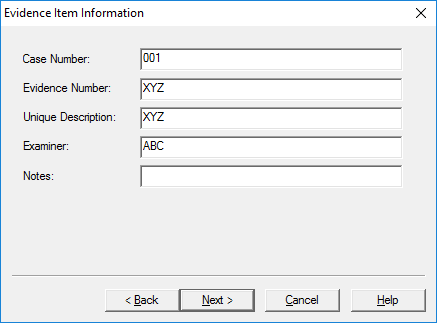 Evidence Item Information
Case Number: 001
Evidence Number: XYZ
Unique Description: XYZ
Examiner: ABC
Notes:
< Back Next > Cancel Help